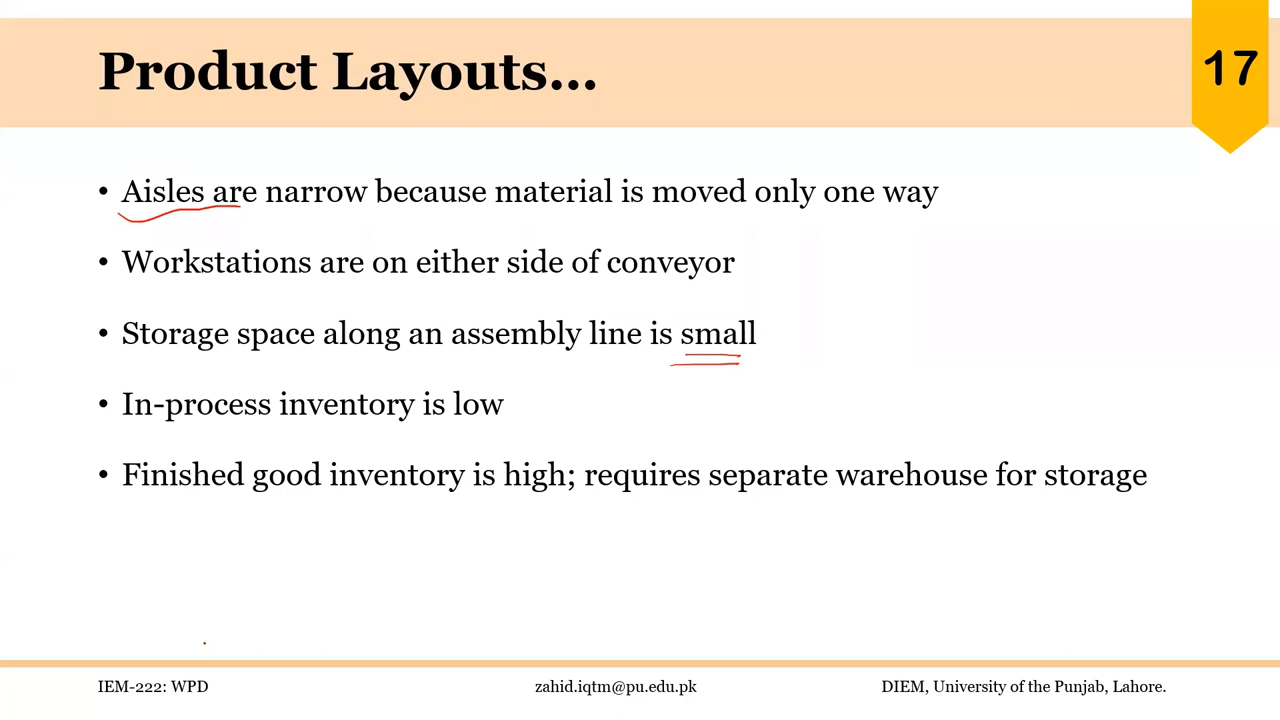 Product Layouts...
17
• Aisles are narrow because material is moved only one way
• Workstations are on either side of conveyor
• Storage space along an assembly line is small
• In-process inventory is low
• Finished good inventory is high; requires separate warehouse for storage
IEM-222: WPD
zahid.iqtm@pu.edu.pk
DIEM, University of the Punjab, Lahore.